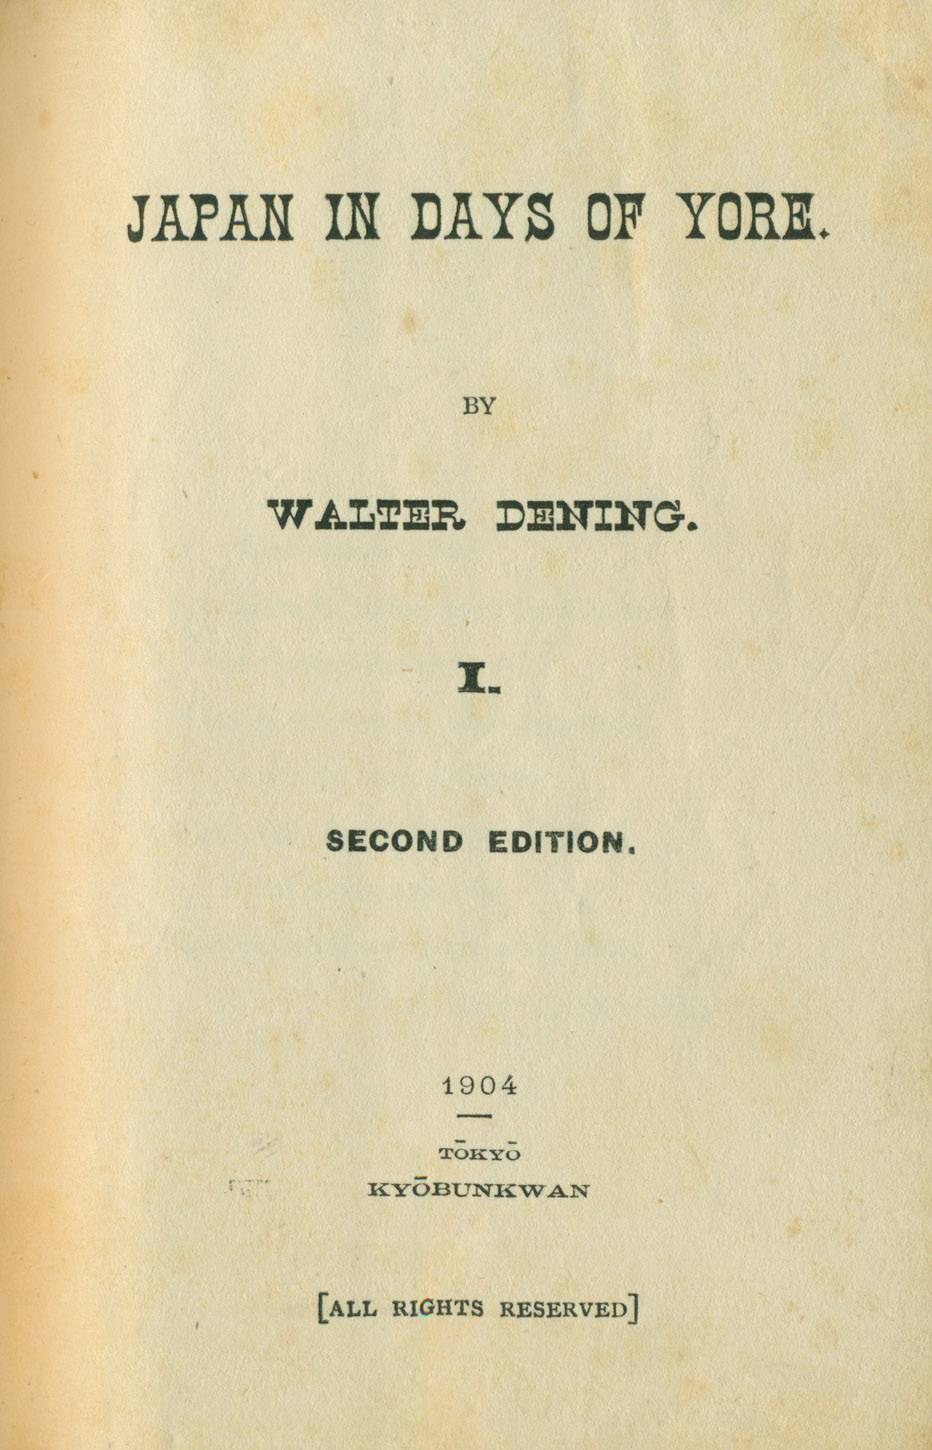 JAPAN IN DAYS OF YORE.
BY
WALTER DENING.
I.
SECOND EDITION.
1904
TŌKYŌ
KYŌBUNKWAN
[ALL RIGHTS RESERVED]